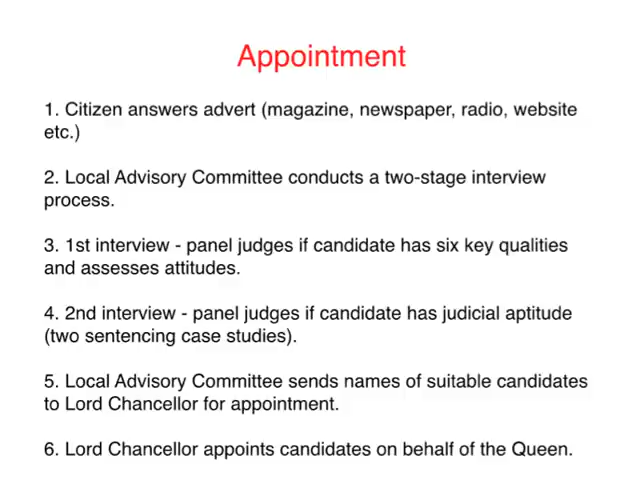 Appointment
1. Citizen answers advert (magazine, newspaper, radio, website
etc.)
2. Local Advisory Committee conducts a two-stage interview
process.
3. 1st interview - panel judges if candidate has six key qualities
and assesses attitudes.
4. 2nd interview - panel judges if candidate has judicial aptitude
(two sentencing case studies).
5. Local Advisory Committee sends names of suitable candidates
to Lord Chancellor for appointment.
6. Lord Chancellor appoints candidates on behalf of the Queen.